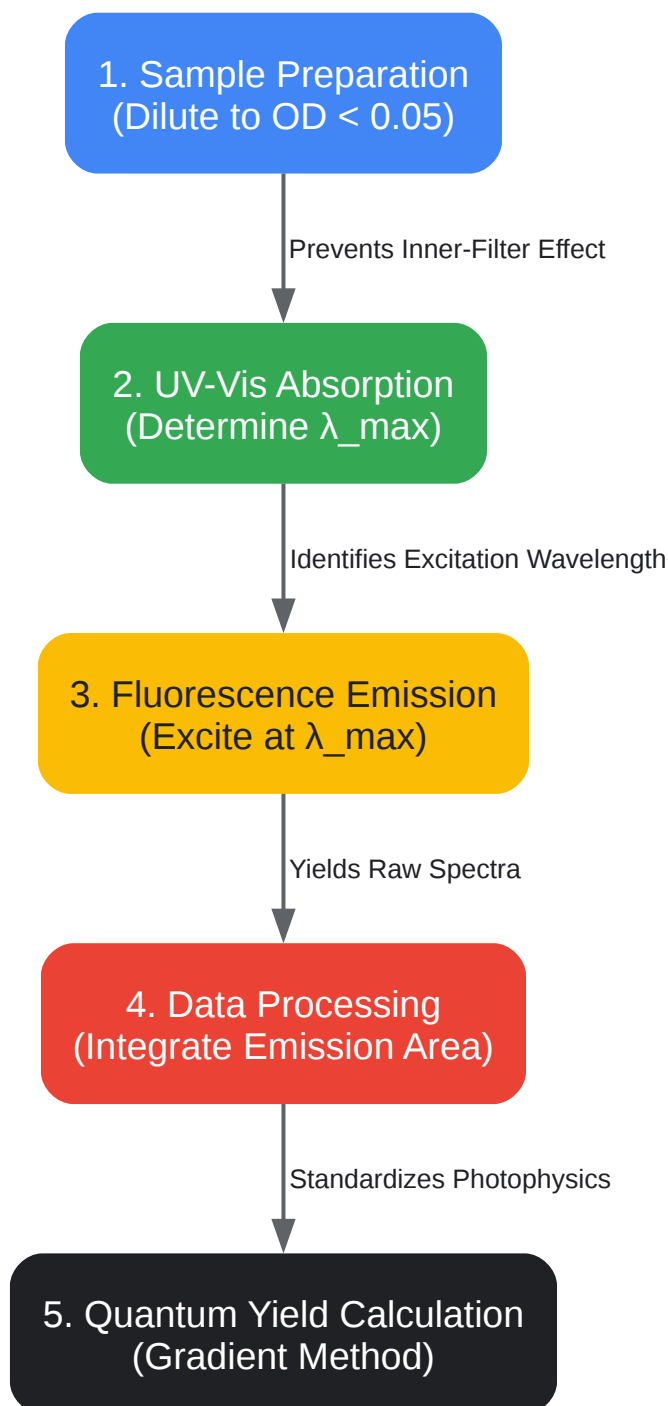 1. Sample Preparation
(Dilute to OD < 0.05)
Prevents Inner-Filter Effect
2. UV-Vis Absorption
(Determine λ_max)
Identifies Excitation Wavelength
3. Fluorescence Emission
(Excite at λ_max)
Yields Raw Spectra
4. Data Processing
(Integrate Emission Area)
Standardizes Photophysics
5. Quantum Yield Calculation
(Gradient Method)